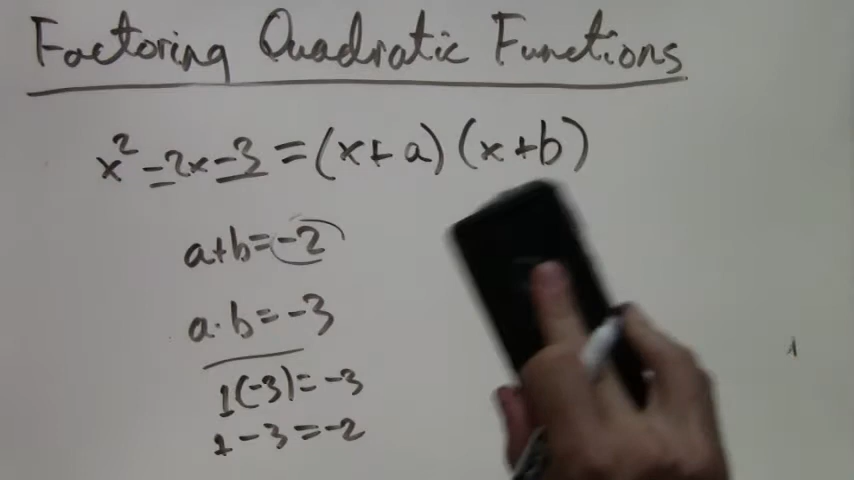 Factoring Quadratic Functions
x² - 2x - 3 = (x + a) (x + b)
a + b = -2
a · b = -3
1(-3) = -3
1 - 3 = -2